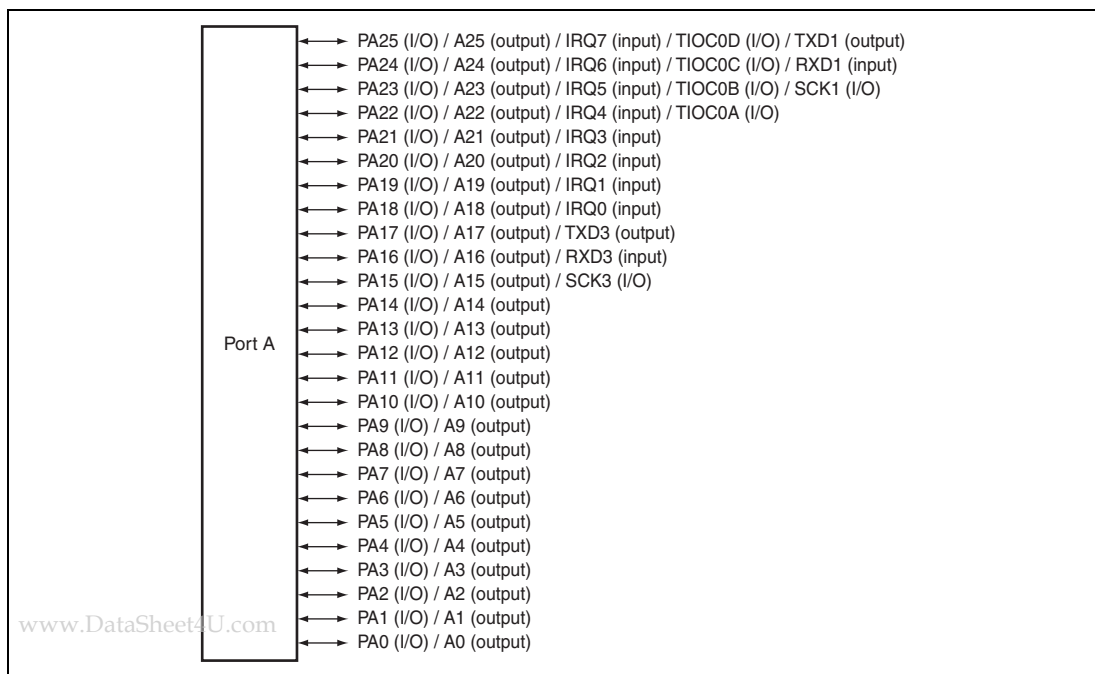 PA25 (I/O) / A25 (output) / IRQ7 (input) / TIOC0D (I/O) / TXD1 (output)
PA24 (I/O) / A24 (output) / IRQ6 (input) / TIOC0C (I/O) / RXD1 (input)
PA23 (I/O) / A23 (output) / IRQ5 (input) / TIOC0B (I/O) / SCK1 (I/O)
PA22 (I/O) / A22 (output) / IRQ4 (input) / TIOC0A (I/O)
PA21 (I/O) / A21 (output) / IRQ3 (input)
PA20 (I/O) / A20 (output) / IRQ2 (input)
PA19 (I/O) / A19 (output) / IRQ1 (input)
PA18 (I/O) / A18 (output) / IRQ0 (input)
PA17 (I/O) / A17 (output) / TXD3 (output)
PA16 (I/O) / A16 (output) / RXD3 (input)
PA15 (I/O) / A15 (output) / SCK3 (I/O)
PA14 (I/O) / A14 (output)
PA13 (I/O) / A13 (output)
Port A
PA12 (I/O) / A12 (output)
PA11 (I/O) / A11 (output)
PA10 (I/O) / A10 (output)
PA9 (I/O) / A9 (output)
PA8 (I/O) / A8 (output)
PA7 (I/O) / A7 (output)
PA6 (I/O) / A6 (output)
PA5 (I/O) / A5 (output)
PA4 (I/O) / A4 (output)
PA3 (I/O) / A3 (output)
PA2 (I/O) / A2 (output)
PA1 (I/O) / A1 (output)
www.DataSheet4U.com
PA0 (I/O) / A0 (output)